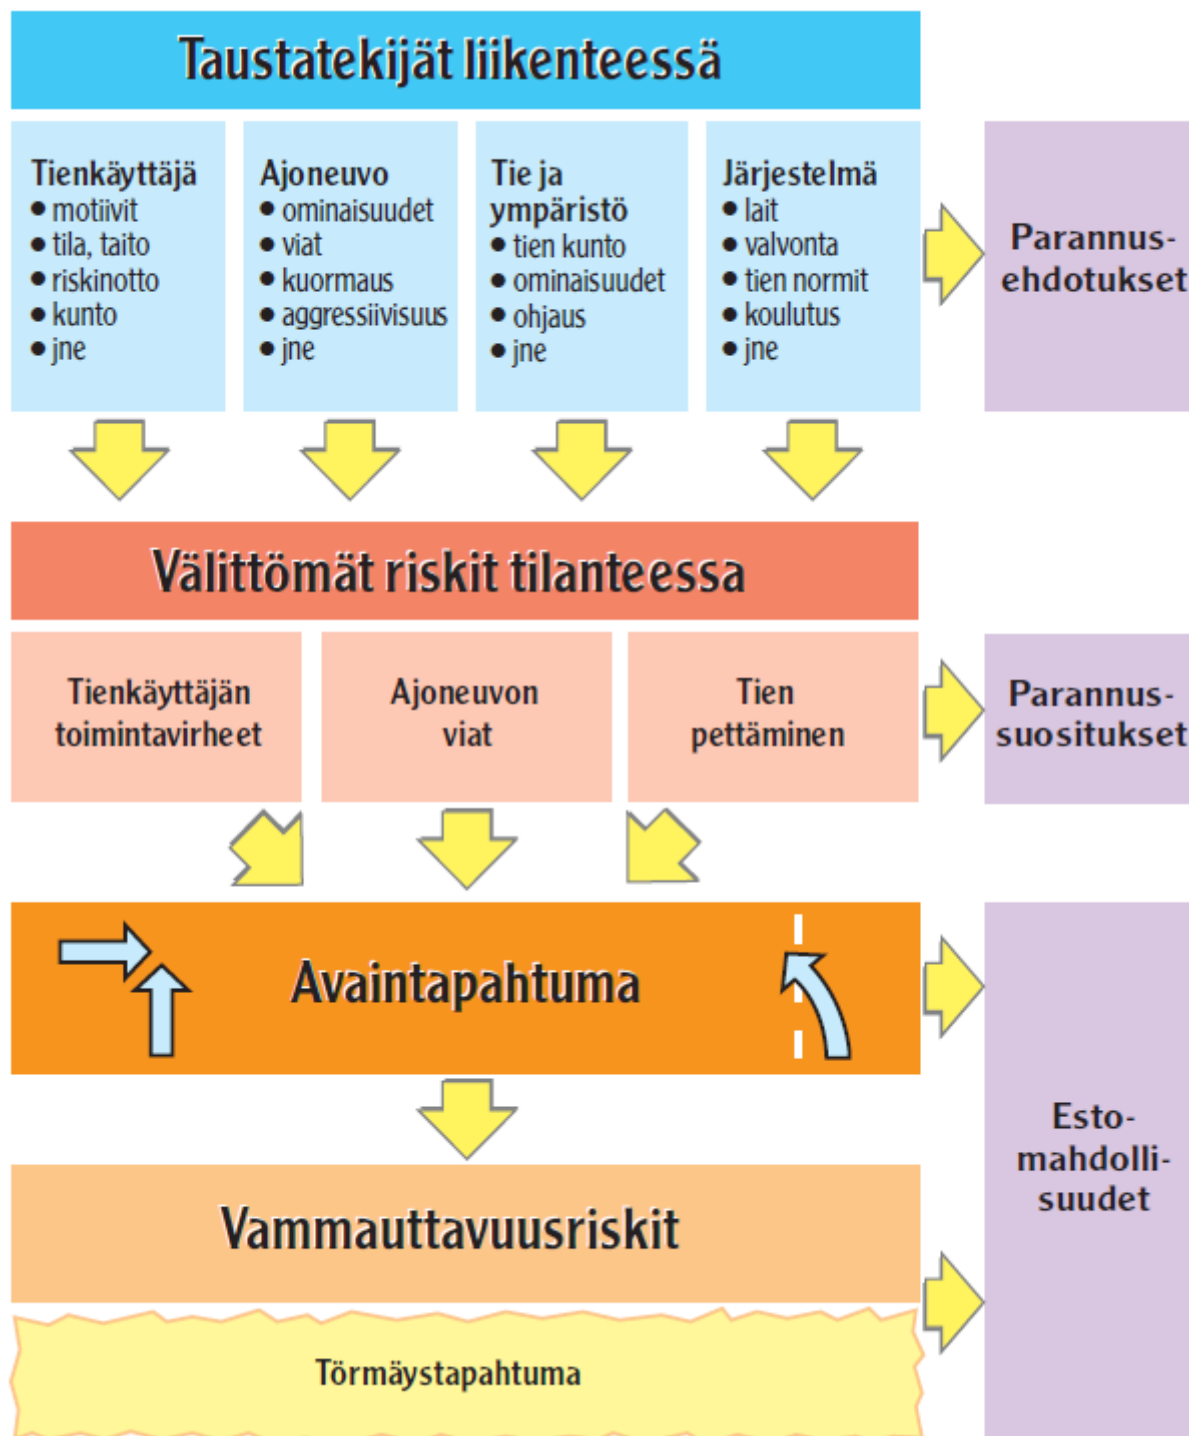 Taustatekijät liikenteessä
Tienkäyttäjä
• motiivit
• tila, taito
• riskinotto
• kunto
• jne
Ajoneuvo
• ominaisuudet
• viat
• kuormaus
• aggressiivisuus
• jne
Tie ja
ympäristö
• tien kunto
• ominaisuudet
• ohjaus
• jne
Järjestelmä
• lait
• valvonta
• tien normit
• koulutus
• jne
Parannus-
ehdotukset
Välittömät riskit tilanteessa
Tienkäyttäjän
toimintavirheet
Ajoneuvon
viat
Tien
pettäminen
Parannus-
suositukset
Avaintapahtuma
Esto-
mahdolli-
suudet
Vammauttavuusriskit
Törmäystapahtuma